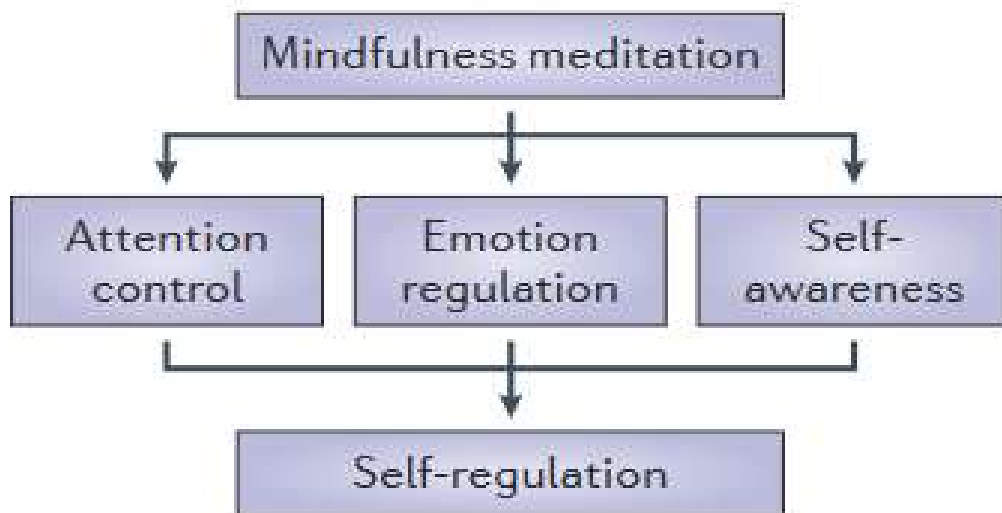 Mindfulness meditation
Attention
control
Emotion
regulation
Self-
awareness
Self-regulation